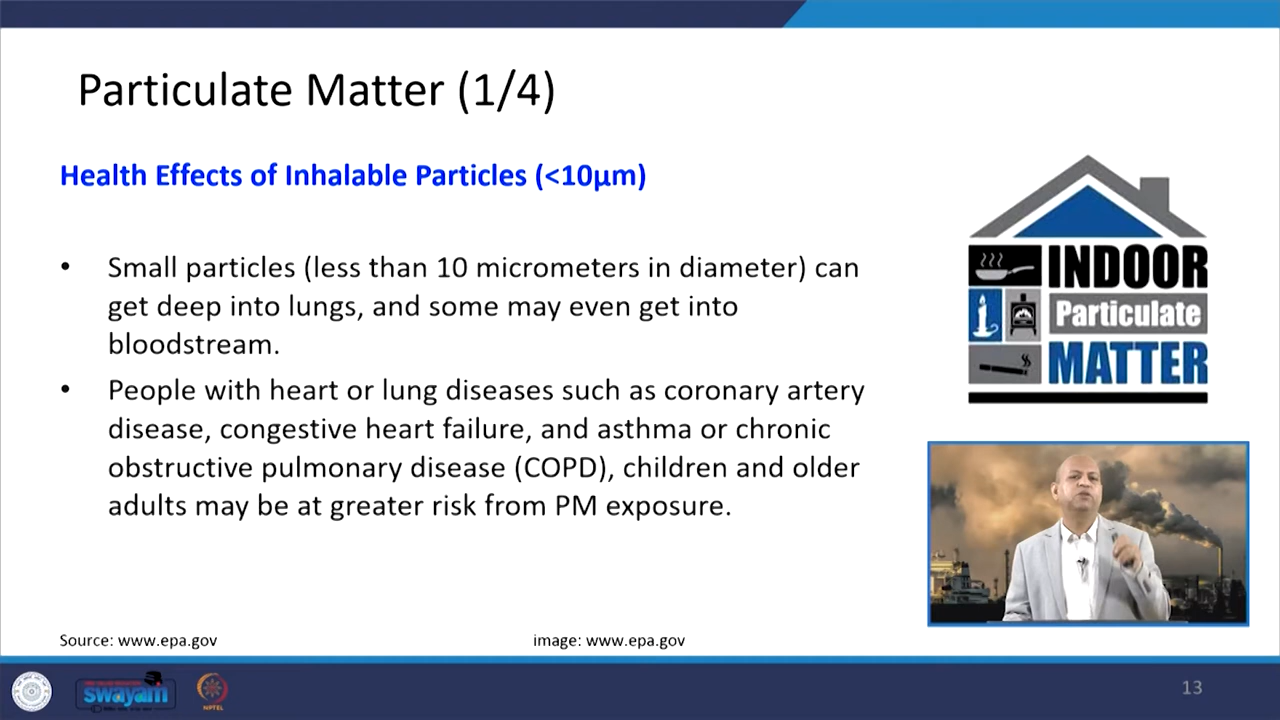 Particulate Matter (1/4)
Health Effects of Inhalable Particles (<10μm)
• Small particles (less than 10 micrometers in diameter) can
get deep into lungs, and some may even get into
bloodstream.
• People with heart or lung diseases such as coronary artery
disease, congestive heart failure, and asthma or chronic
obstructive pulmonary disease (COPD), children and older
adults may be at greater risk from PM exposure.
INDOOR
Particulate
MATTER
Source: www.epa.gov
image: www.epa.gov
swayam
NPTEL
13